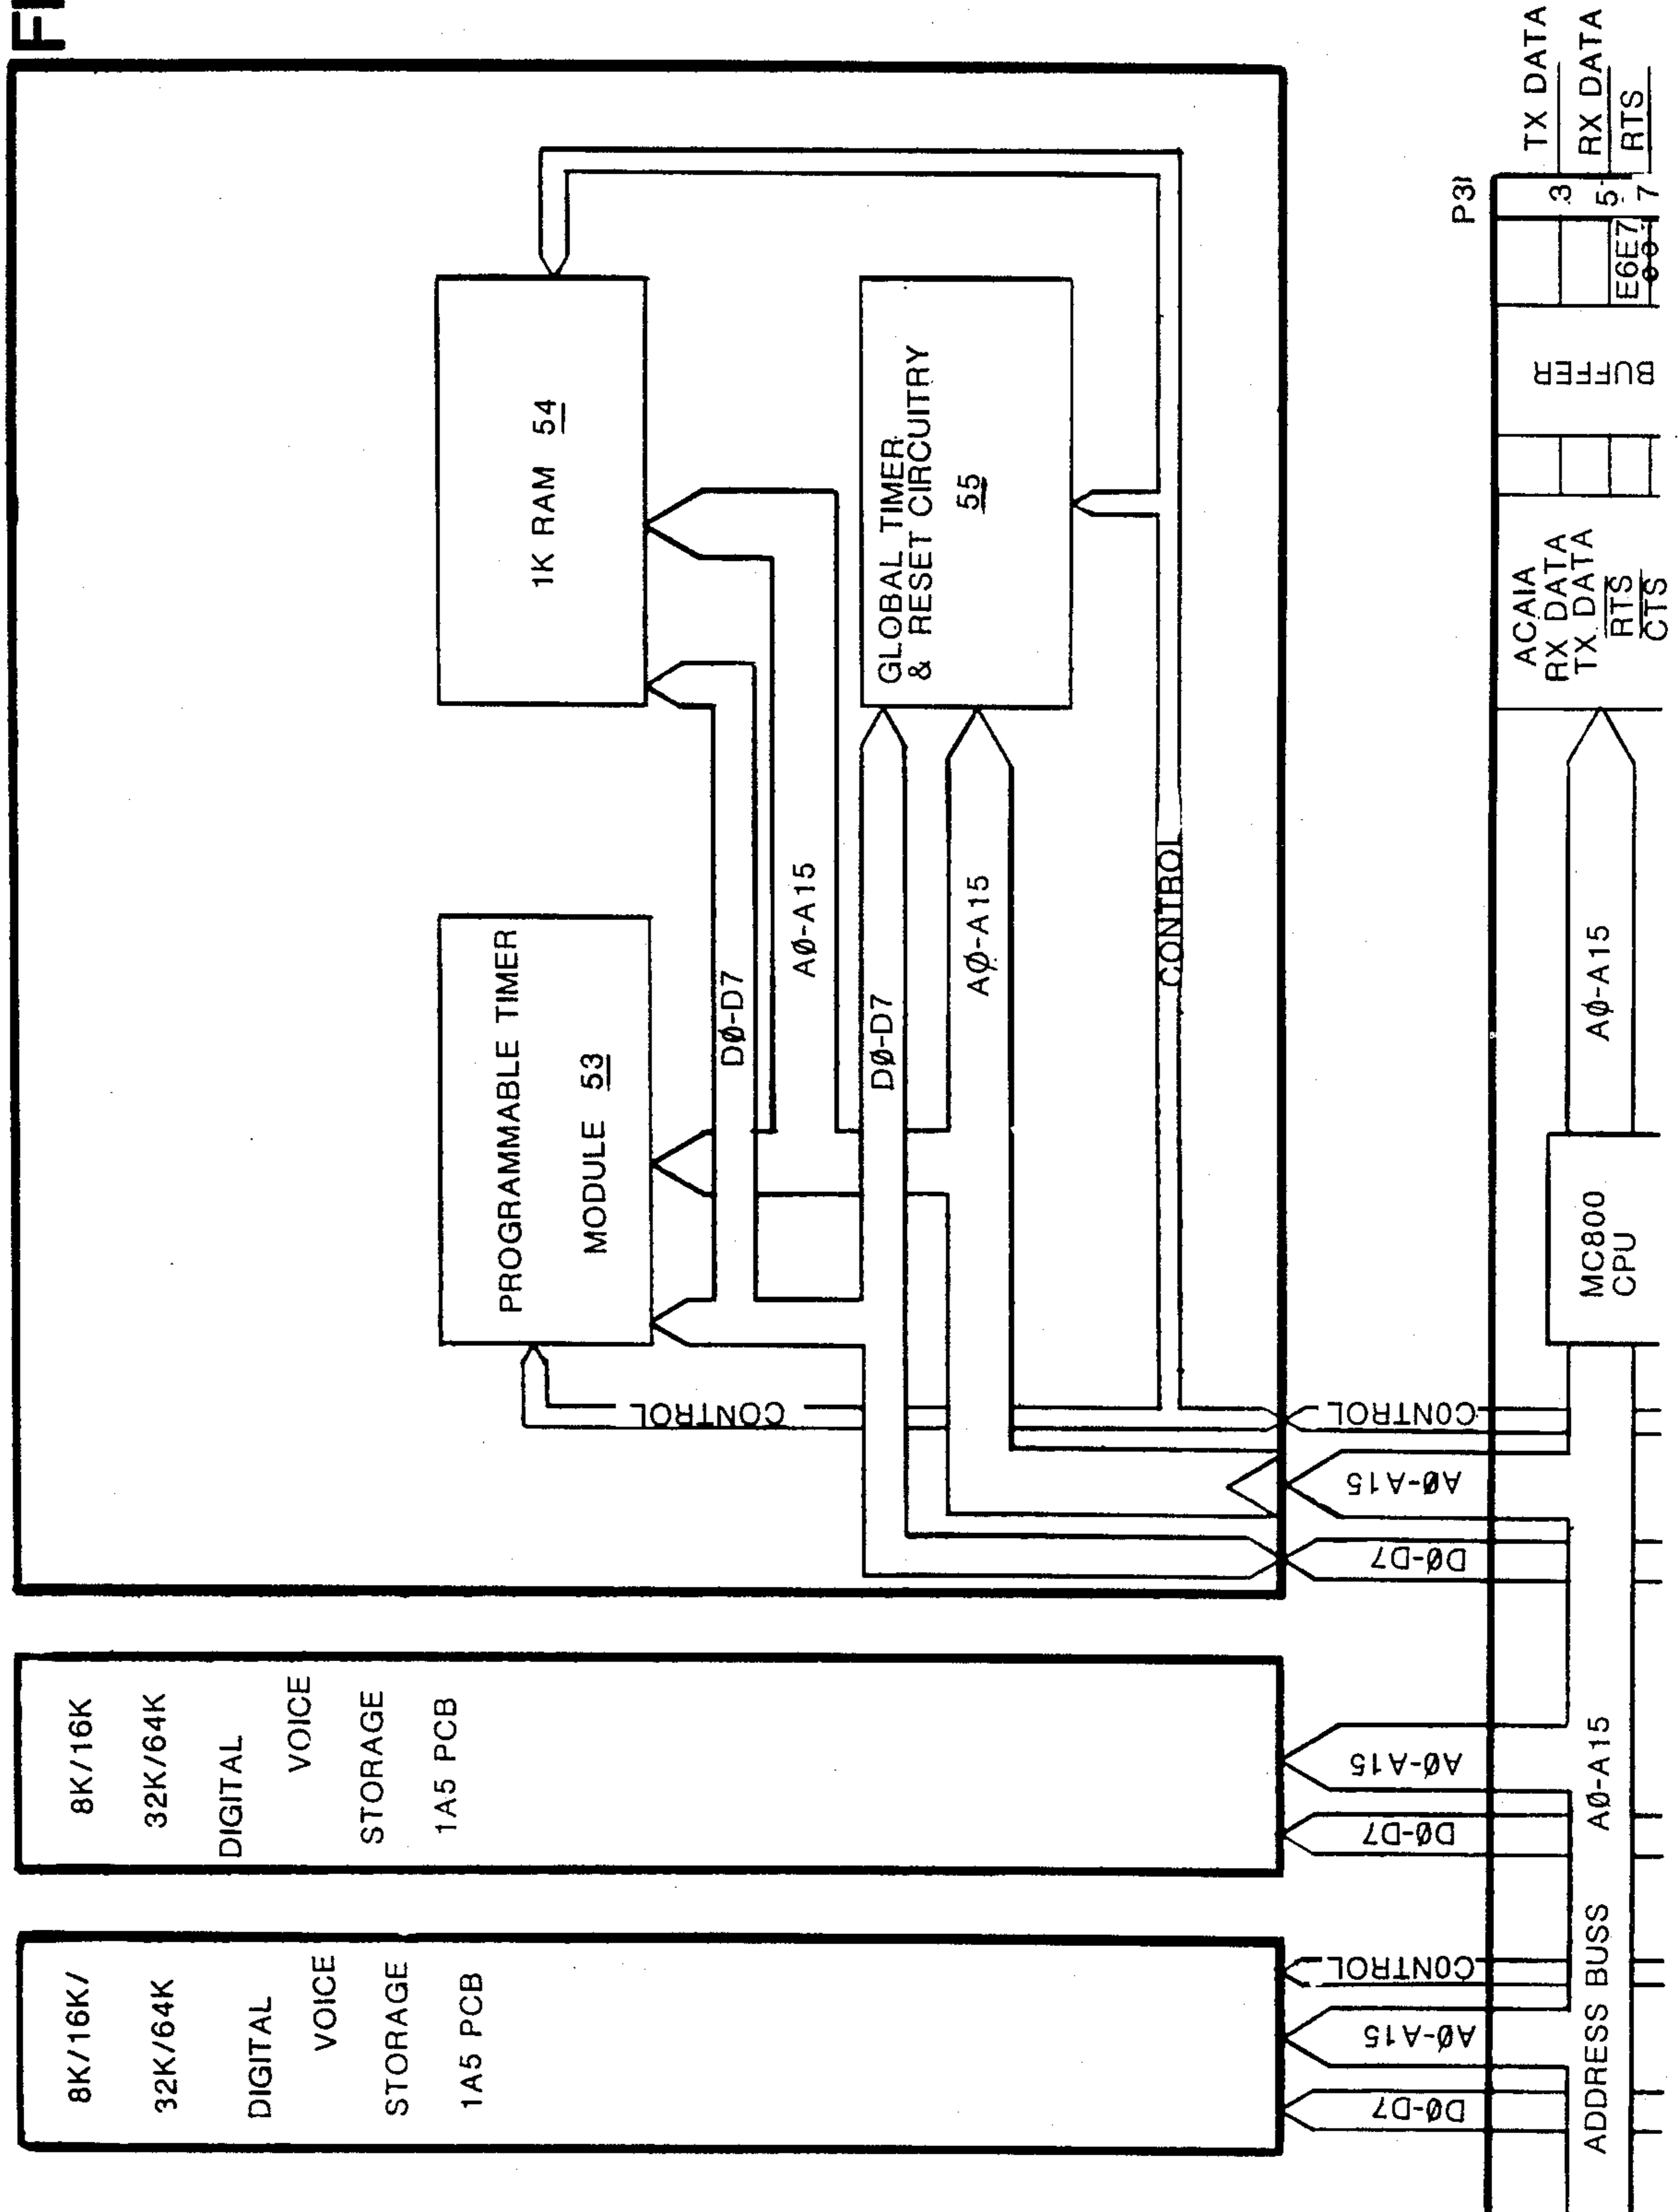 8K/16K/
32K/64K
DIGITAL
VOICE
STORAGE
1A5 PCB
8K/16K
32K/64K
DIGITAL
VOICE
STORAGE
1A5 PCB
PROGRAMMABLE TIMER
MODULE 53
1K RAM 54
DØ-D7
AØ-A15
GLOBAL TIMER
& RESET CIRCUITRY
55
DØ-D7
AØ-A15
CONTROL
CONTROL
DØ-D7
AØ-A15
CONTROL
DØ-D7
AØ-A15
DØ-D7
AØ-A15
CONTROL
ADDRESS BUSS AØ-A15
MC800
CPU
AØ-A15
ACAIA
RX DATA
TX DATA
RTS
CTS
BUFFER
E6E7
P31
3
5
7
TX DATA
RX DATA
RTS